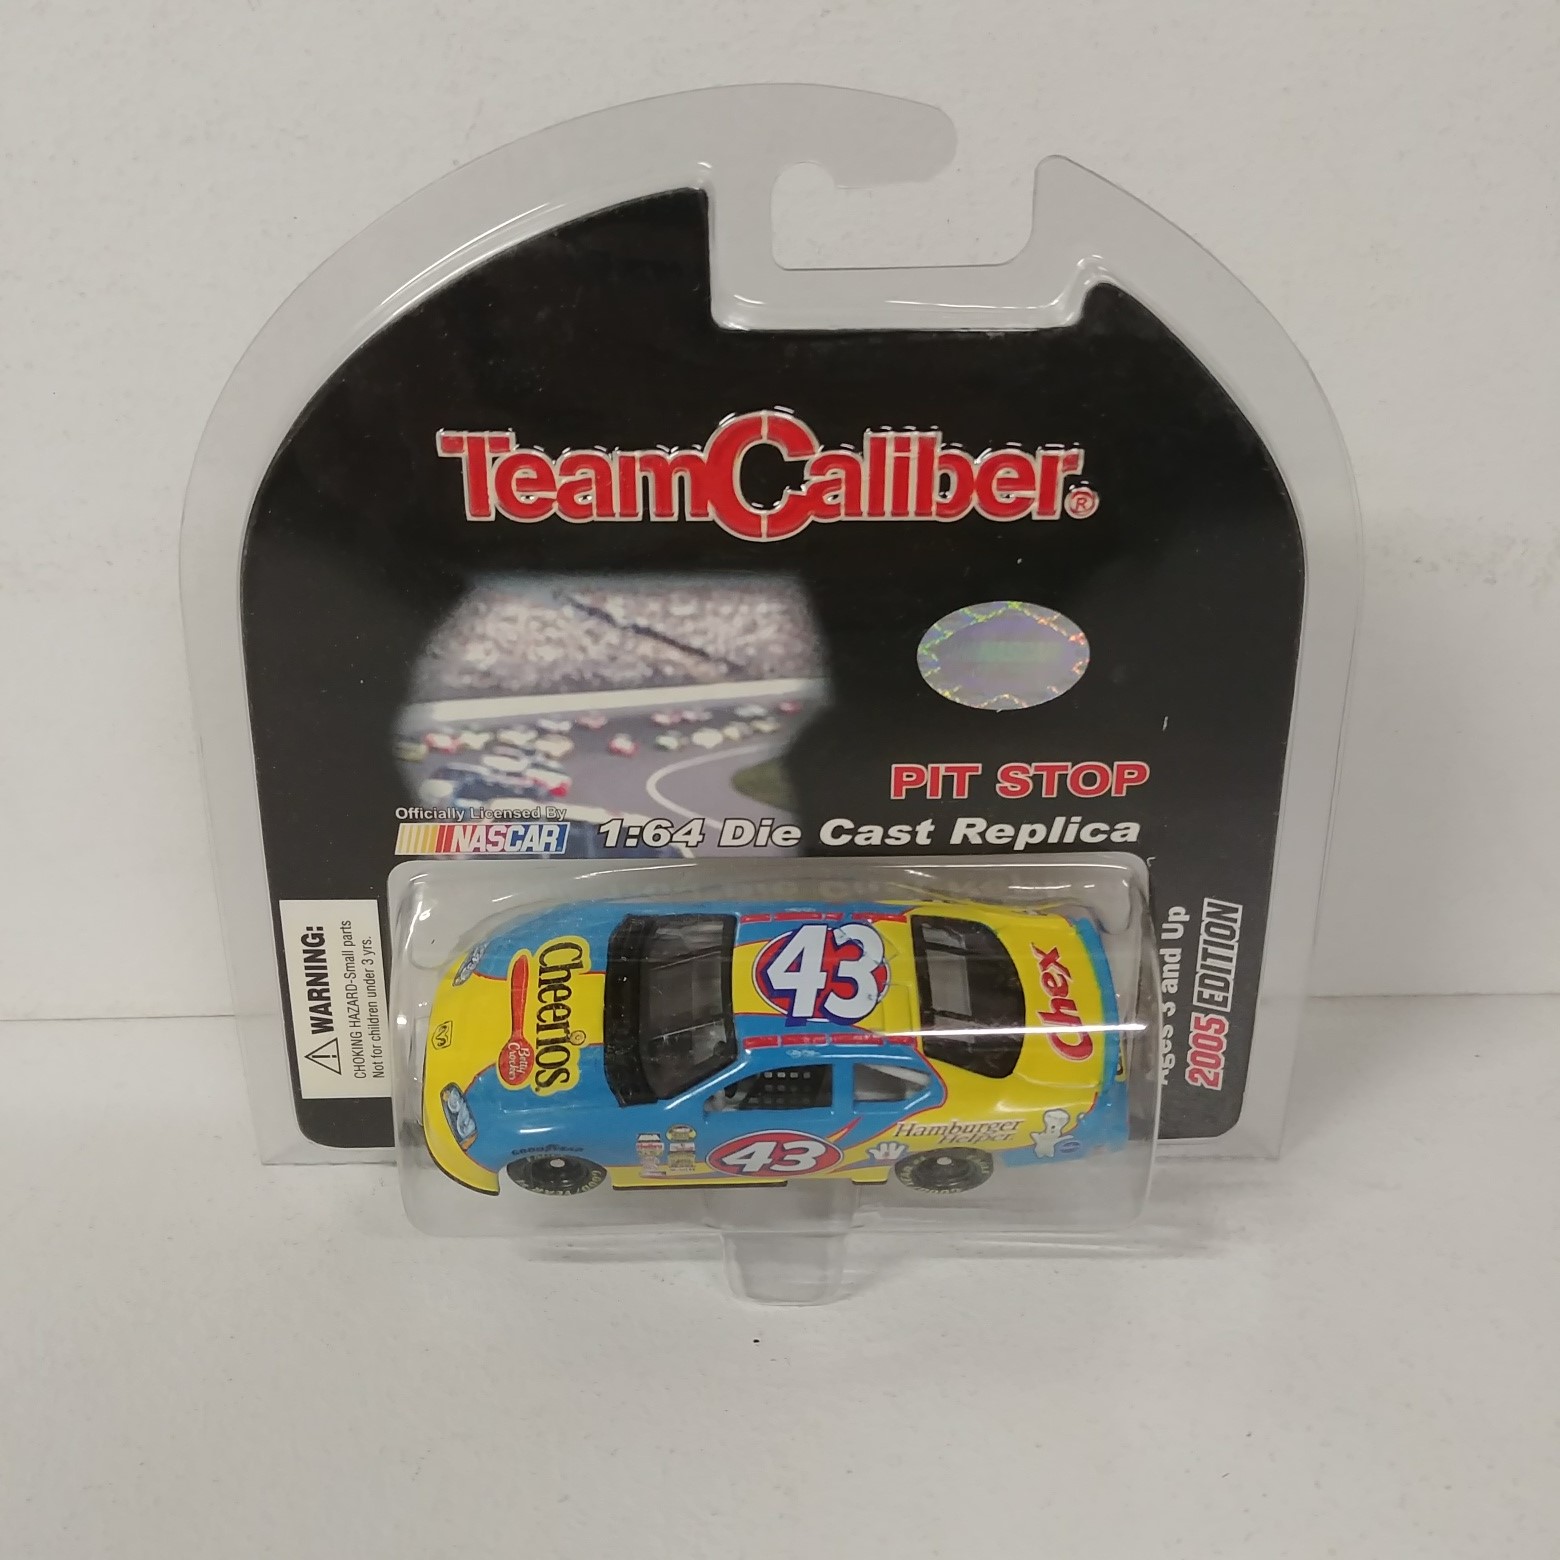 TeamCaliber®
PIT STOP
Officially Licensed By
NASCAR
1:64 Die Cast Replica
WARNING:
CHOKING HAZARD-Small parts
Not for children under 3 yrs.
Ages 3 and Up
2005 EDITION
Cheerios
Betty Crocker
43
Chex
Hamburger
Helper
43
GOODYEAR